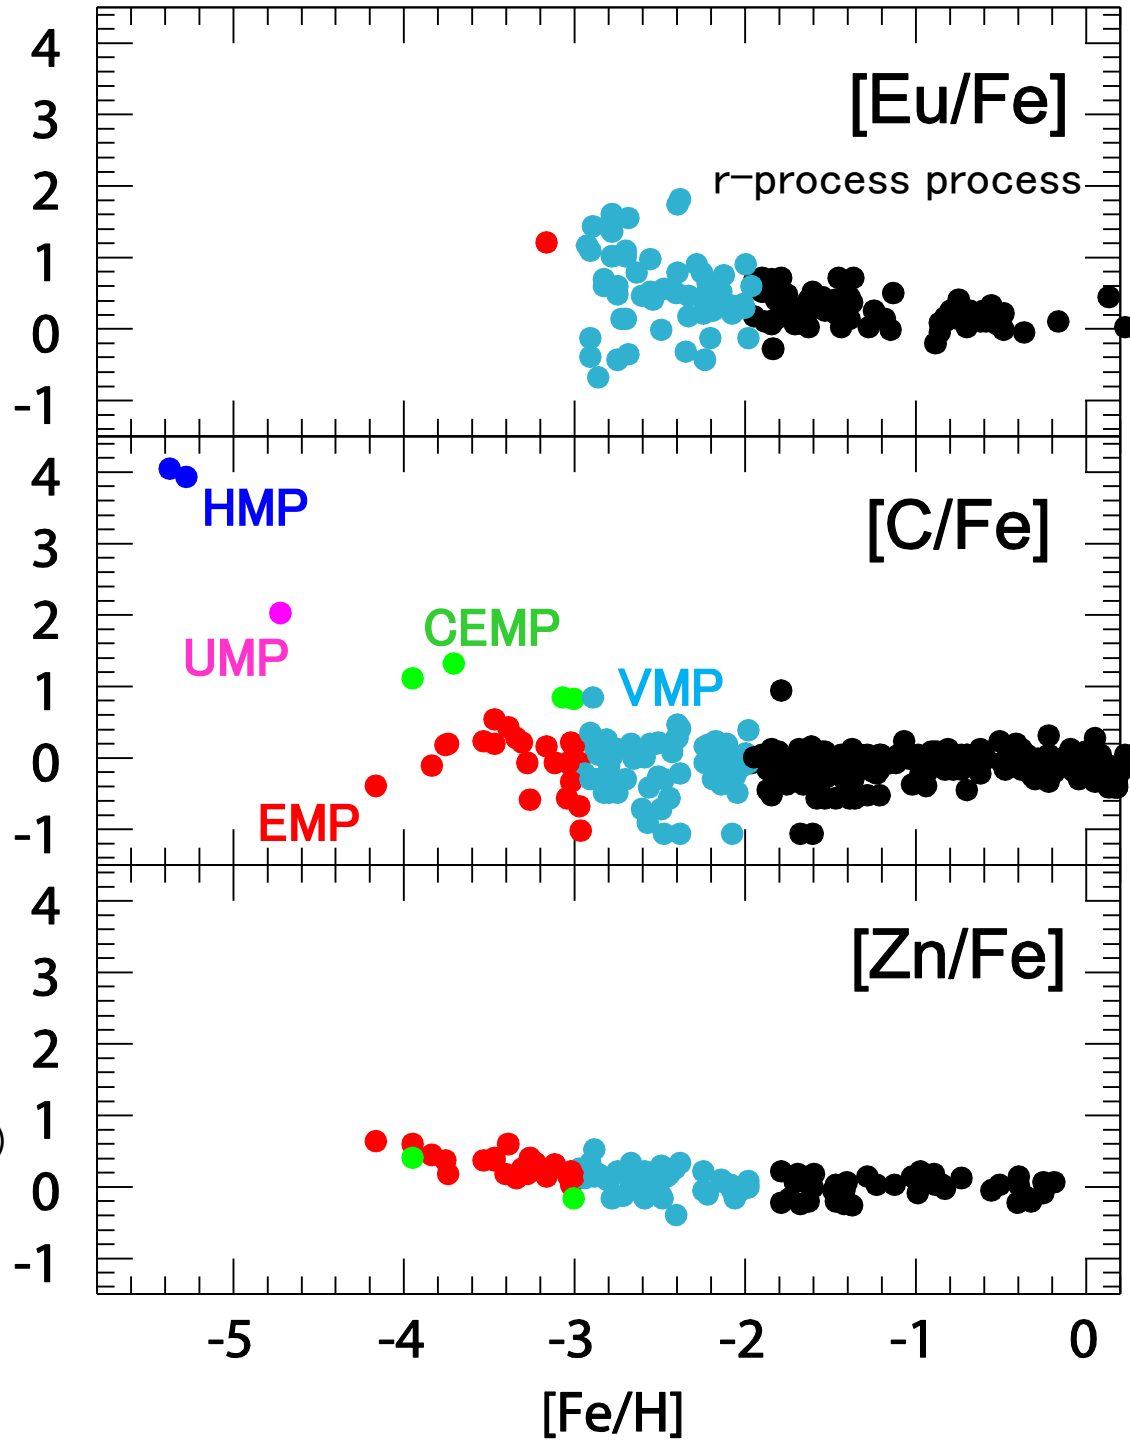 4
[Eu/Fe]
3
r-process process
2
1
0
-1
4
HMP
[C/Fe]
3
2
CEMP
UMP
VMP
1
0
EMP
-1
4
[Zn/Fe]
3
2
1
)
0
-1
-5 -4 -3 -2 -1 0
[Fe/H]